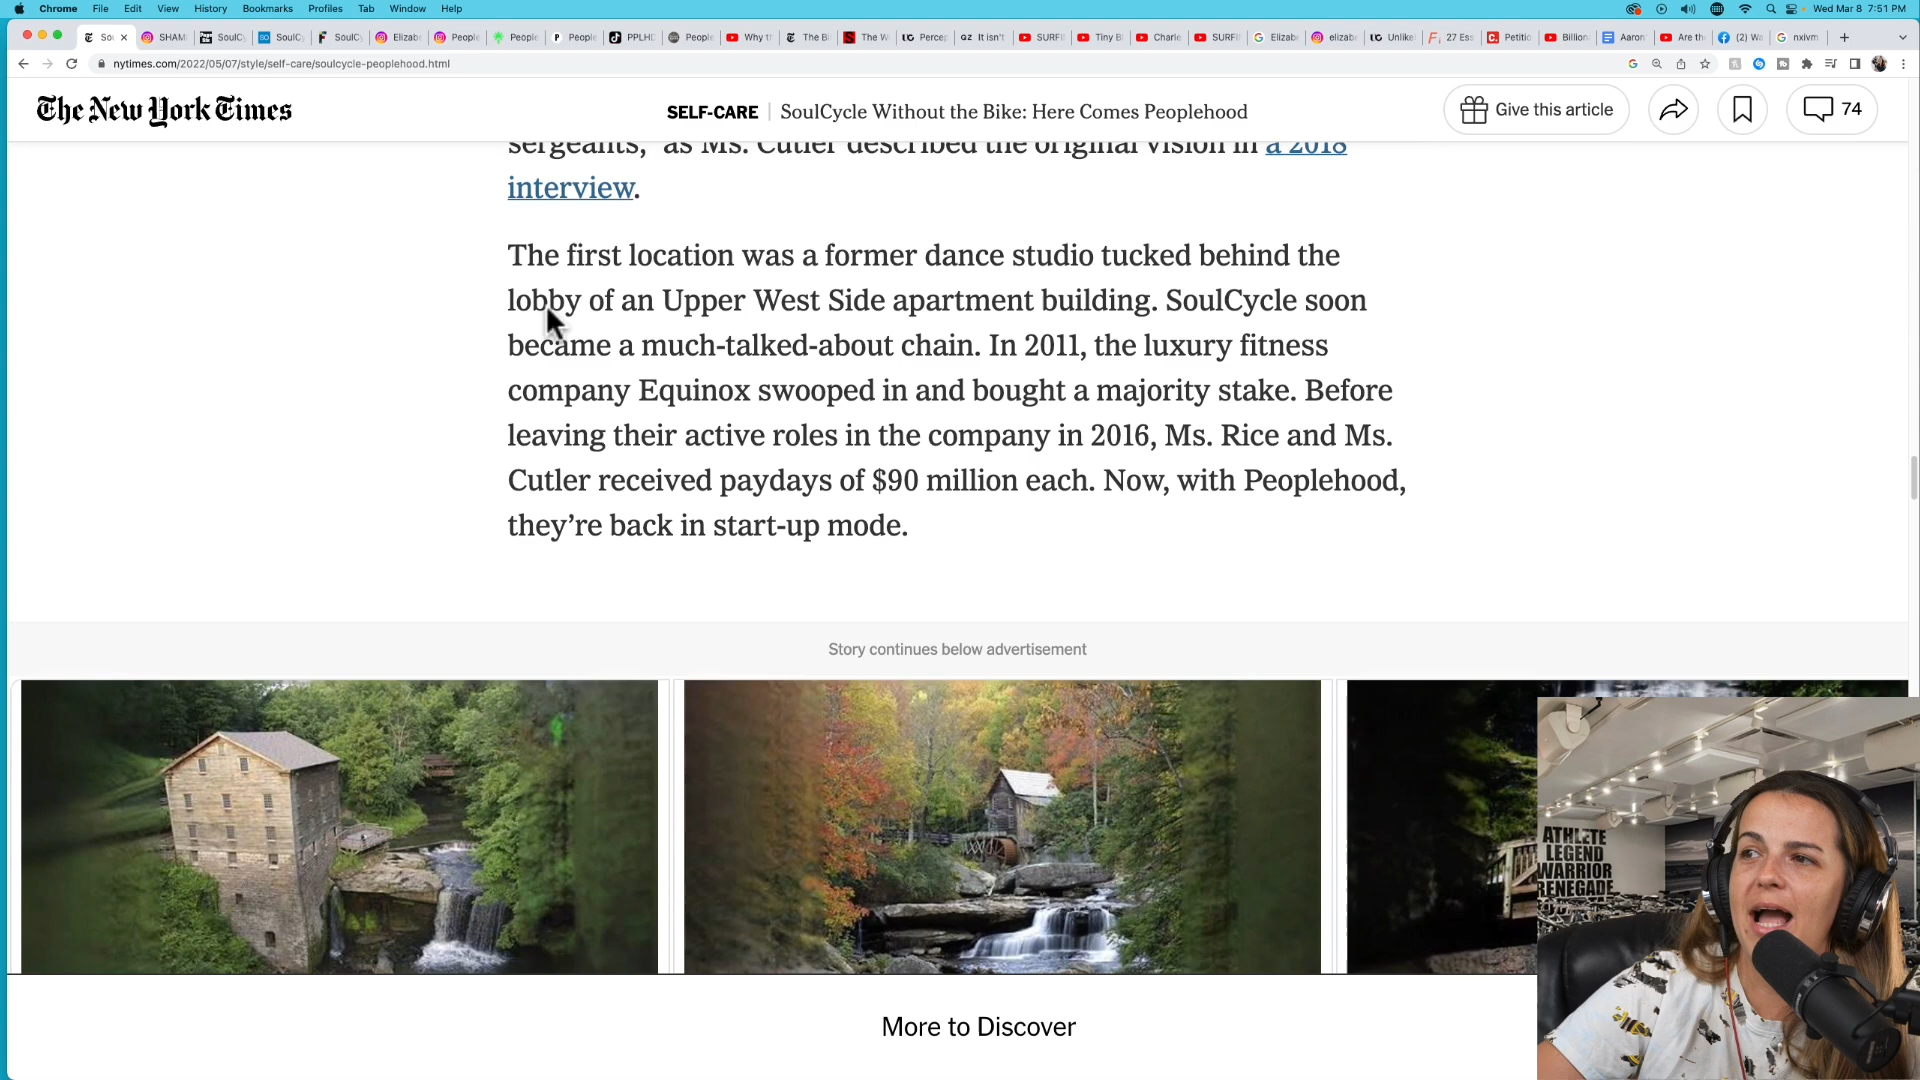 Chrome File Edit View History Bookmarks Profiles Tab Window Help
Wed Mar 8 7:51 PM
Sou SHAM SoulC SoulC SoulC Elizab People People People PPLHD People Why t The B The W Percep It isn't SURFI Tiny B Charle SURFI Elizab elizabe Unlike 27 Ess Petitio Billion Aaron Are th (2) Wa nxivm
nytimes.com/2022/05/07/style/self-care/soulcycle-peoplehood.html
The New York Times
SELF-CARE | SoulCycle Without the Bike: Here Comes Peoplehood
Give this article
74
sergeants," as Ms. Cutler described the original vision in a 2018
interview.
The first location was a former dance studio tucked behind the
lobby of an Upper West Side apartment building. SoulCycle soon
became a much-talked-about chain. In 2011, the luxury fitness
company Equinox swooped in and bought a majority stake. Before
leaving their active roles in the company in 2016, Ms. Rice and Ms.
Cutler received paydays of $90 million each. Now, with Peoplehood,
they're back in start-up mode.
Story continues below advertisement
ATHLETE
LEGEND
WARRIOR
RENEGADE
More to Discover